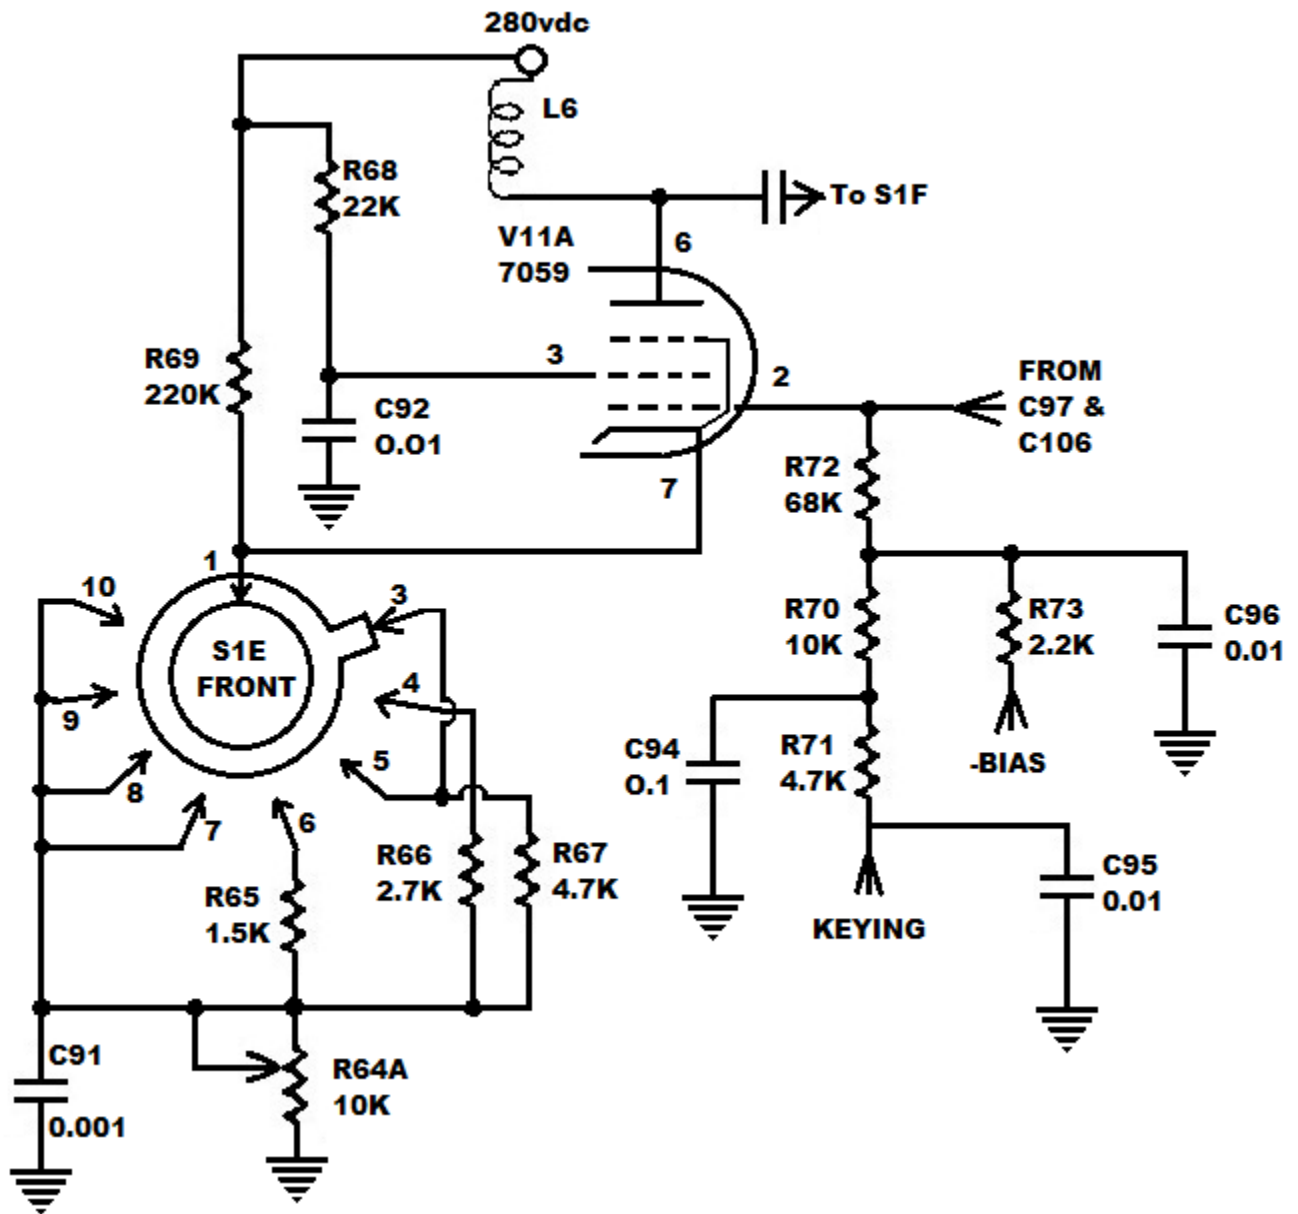 280vdc
L6
R68
22K
To S1F
V11A
7059
6
R69
220K
3
2
FROM
C97 &
C106
C92
O.O1
7
R72
68K
1
10
3
S1E
FRONT
R70
10K
R73
2.2K
C96
0.01
4
9
5
8
7
6
C94
O.1
R71
4.7K
-BIAS
R66
2.7K
R67
4.7K
R65
1.5K
C95
0.01
KEYING
C91
0.001
R64A
10K